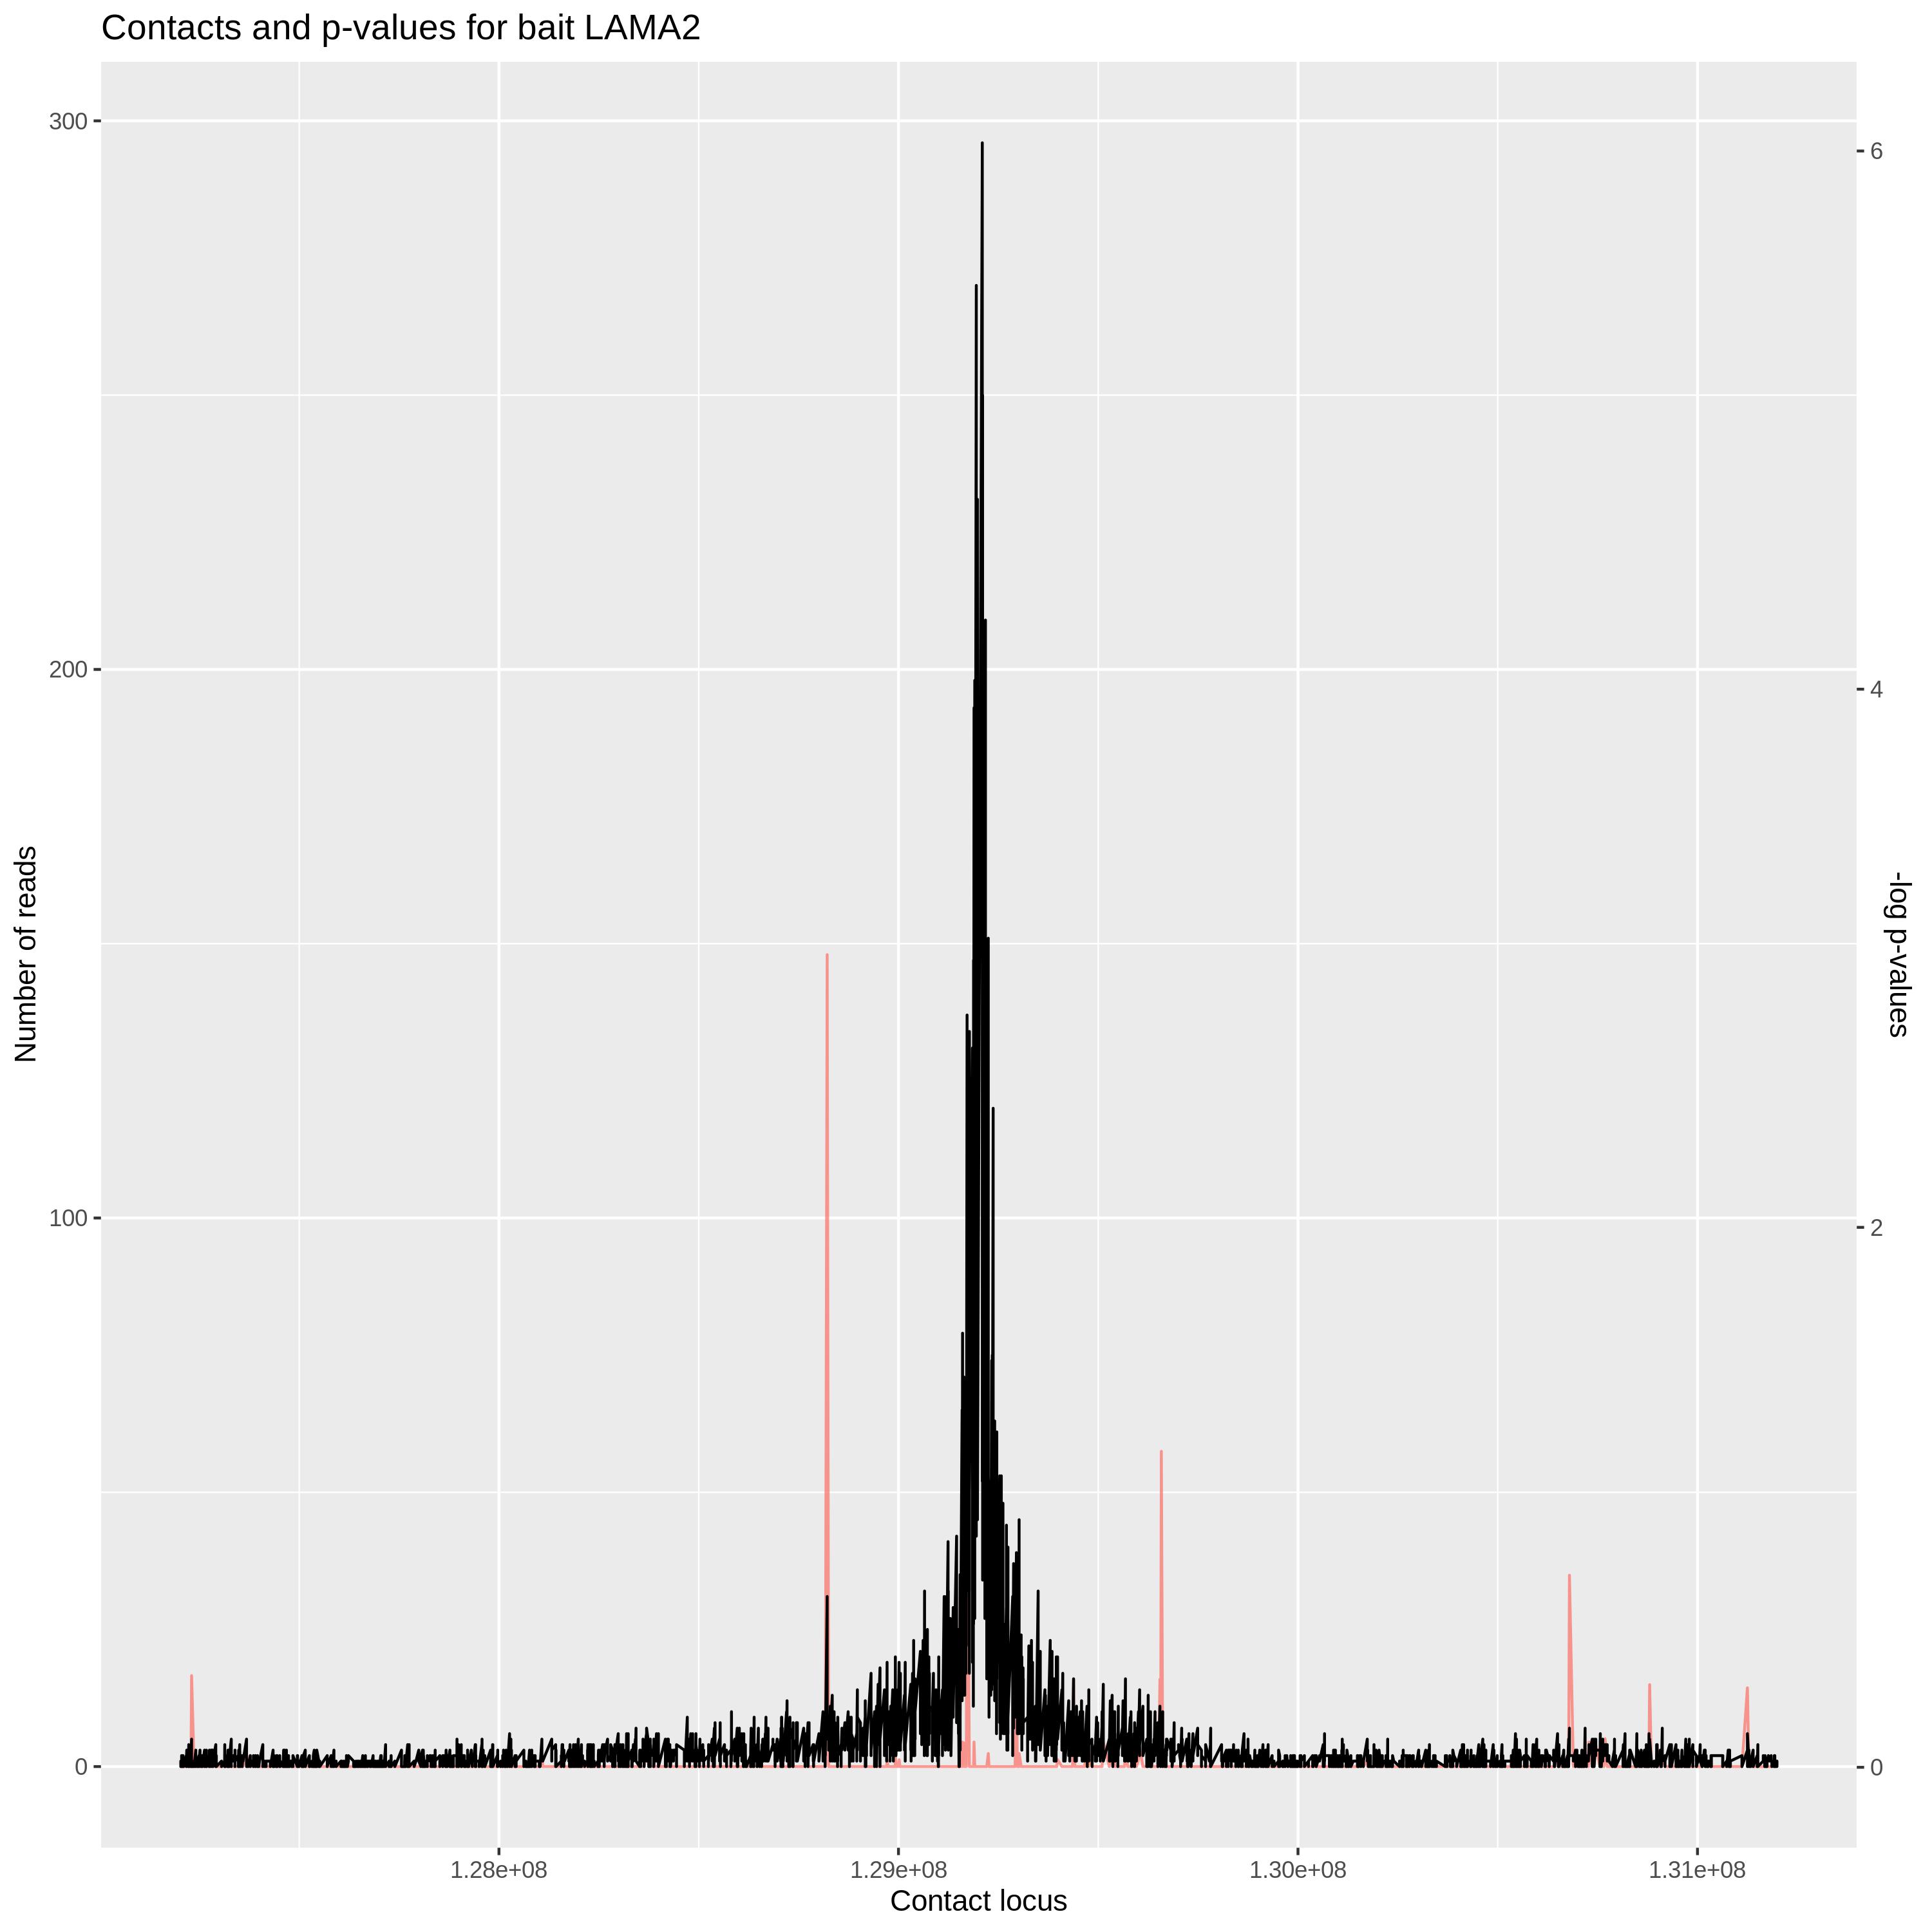 Contacts and p-values for bait LAMA2
300
200
100
0
Number of reads
6
4
2
0
-log p-values
1.28e+08
1.29e+08
1.30e+08
1.31e+08
Contact locus